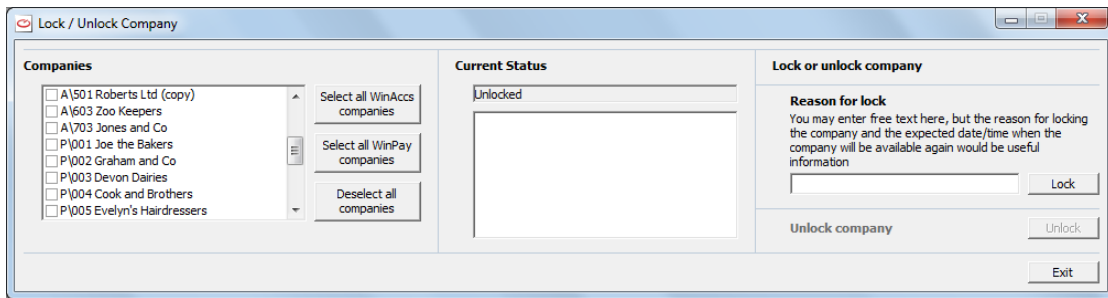 Lock / Unlock Company
Companies
A\501 Roberts Ltd (copy)
A\603 Zoo Keepers
A\703 Jones and Co
P\001 Joe the Bakers
P\002 Graham and Co
P\003 Devon Dairies
P\004 Cook and Brothers
P\005 Evelyn's Hairdressers
Select all WinAccs
companies
Select all WinPay
companies
Deselect all
companies
Current Status
Unlocked
Lock or unlock company
Reason for lock
You may enter free text here, but the reason for locking
the company and the expected date/time when the
company will be available again would be useful
information
Lock
Unlock company
Unlock
Exit